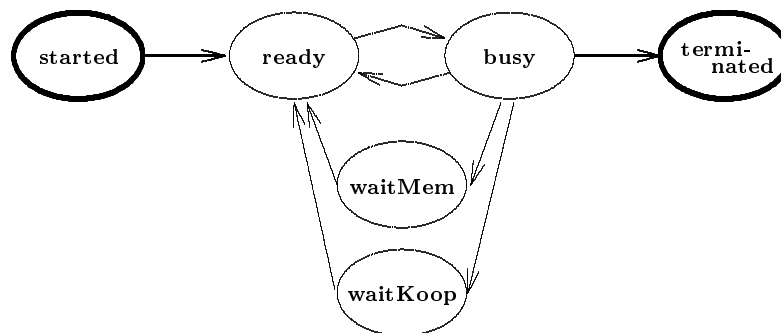 started
ready
busy
termi-
nated
waitMem
waitKoop